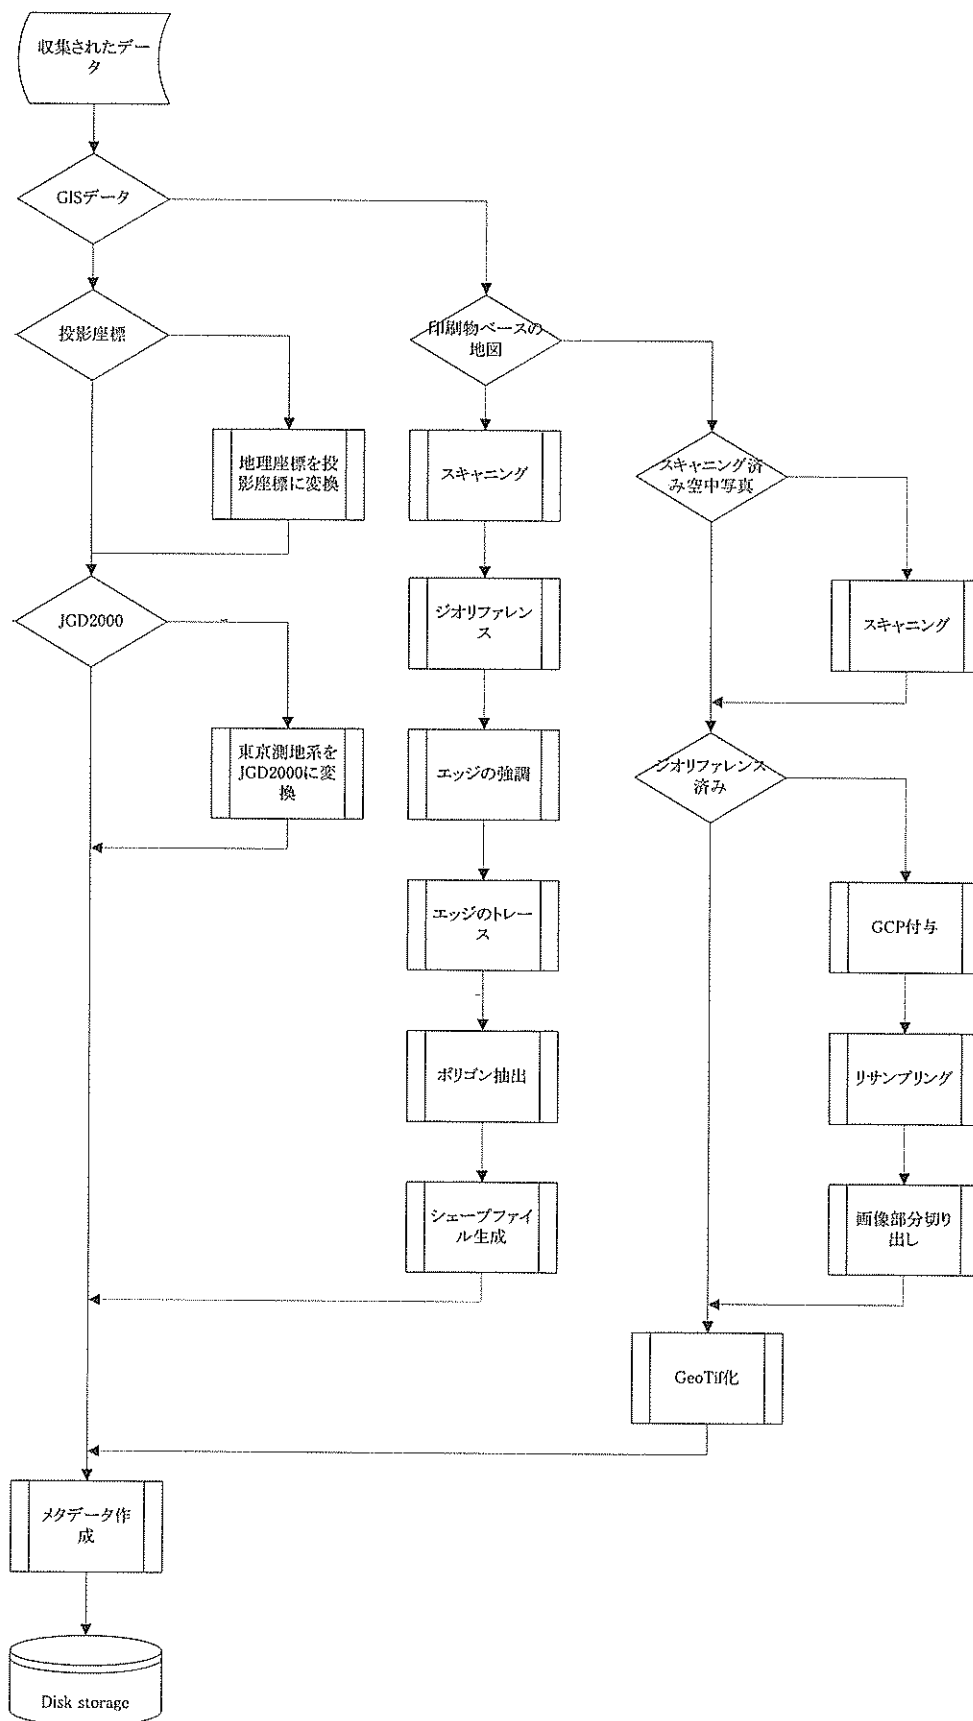 収集されたデー
タ
GISデータ
投影座標
印刷物ベースの
地図
地理座標を投
影座標に変換
スキャニング
スキャニング済
み空中写真
JGD2000
ジオリファレン
ス
スキャニング
東京測地系を
JGD2000に変
換
エッジの強調
ジオリファレンス
済み
エッジのトレー
ス
GCP付与
ポリゴン抽出
リサンプリング
シェープファイ
ル生成
画像部分切り
出し
GeoTif化
メタデータ作
成
Disk storage